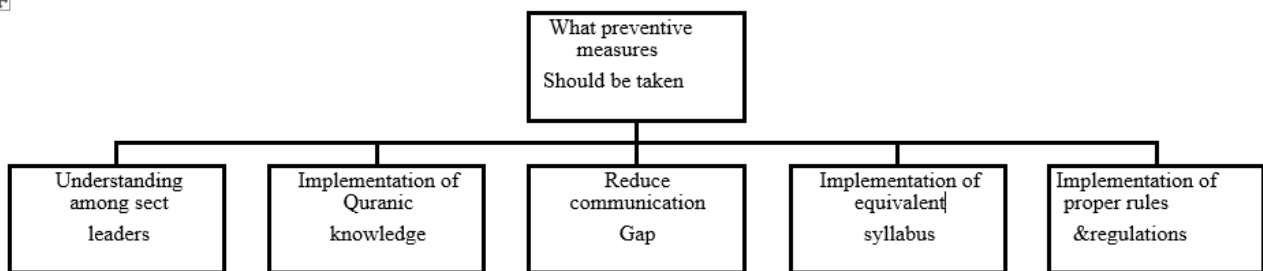 What preventive
measures
Should be taken
Understanding
among sect
leaders
Implementation of
Quranic
knowledge
Reduce
communication
Gap
Implementation of
equivalent
syllabus
Implementation of
proper rules
&regulations